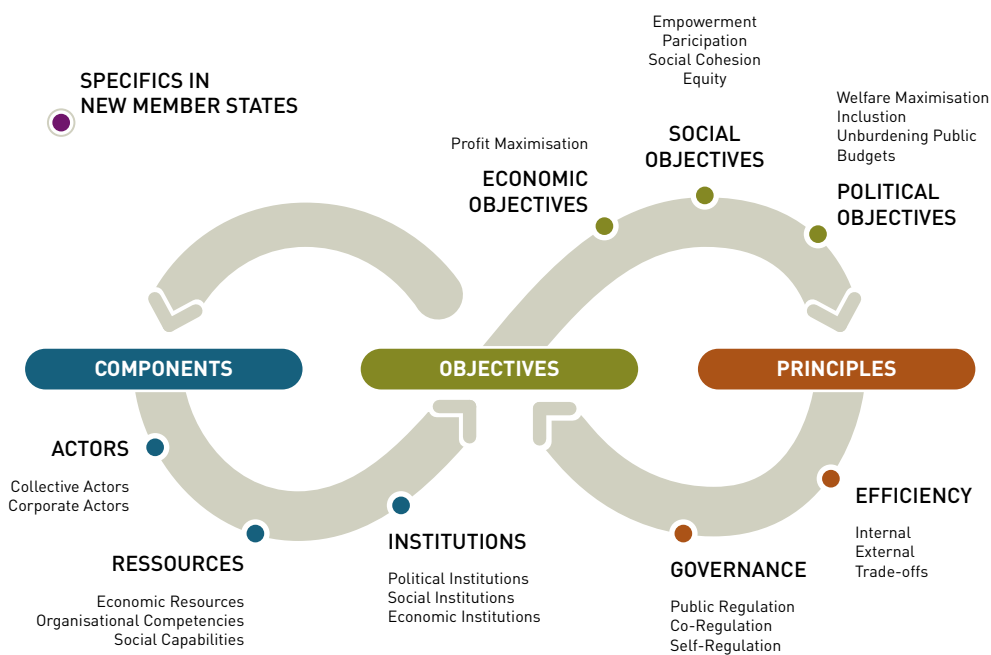 SPECIFICS IN
NEW MEMBER STATES
Profit Maximisation
ECONOMIC
OBJECTIVES
Empowerment
Paricipation
Social Cohesion
Equity
SOCIAL
OBJECTIVES
Welfare Maximisation
Inclustion
Unburdening Public
Budgets
POLITICAL
OBJECTIVES
COMPONENTS
OBJECTIVES
PRINCIPLES
ACTORS
Collective Actors
Corporate Actors
RESSOURCES
Economic Resources
Organisational Competencies
Social Capabilities
INSTITUTIONS
Political Institutions
Social Institutions
Economic Institutions
GOVERNANCE
Public Regulation
Co-Regulation
Self-Regulation
EFFICIENCY
Internal
External
Trade-offs